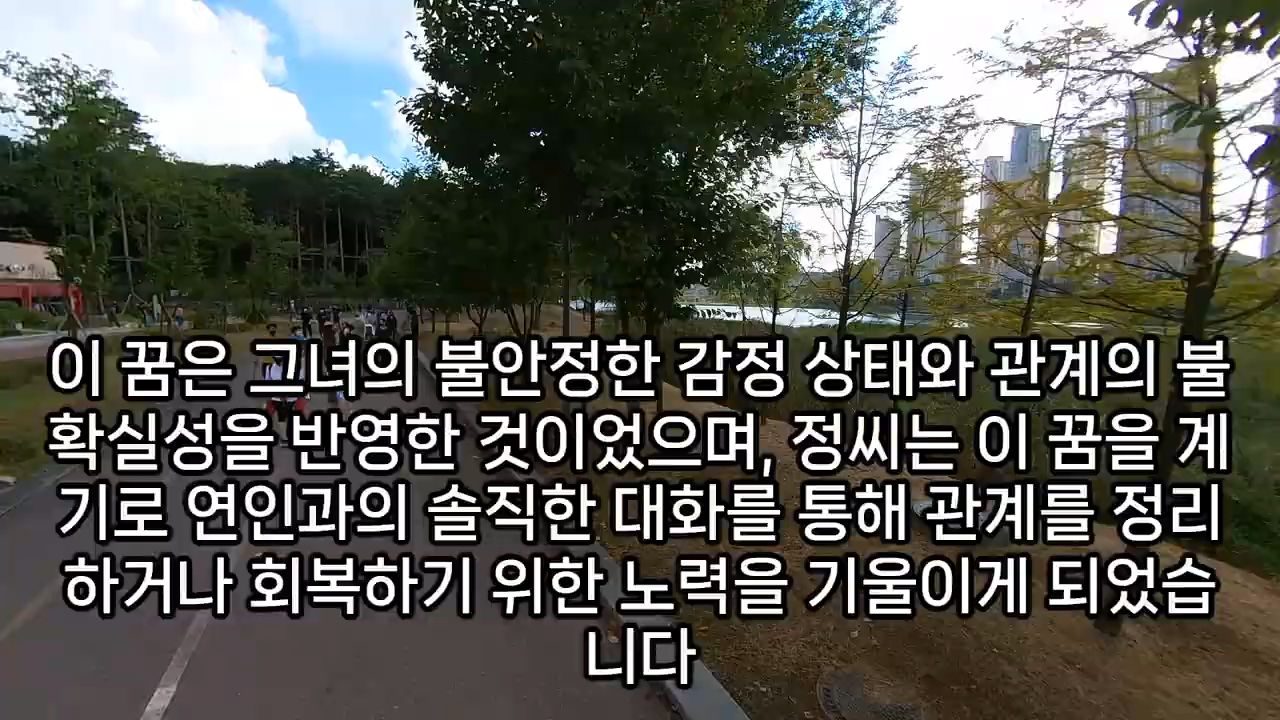 이 꿈은 그녀의 불안정한 감정 상태와 관계의 불
확실성을 반영한 것이었으며, 정씨는 이 꿈을 계
기로 연인과의 솔직한 대화를 통해 관계를 정리
하거나 회복하기 위한 노력을 기울이게 되었습
니다